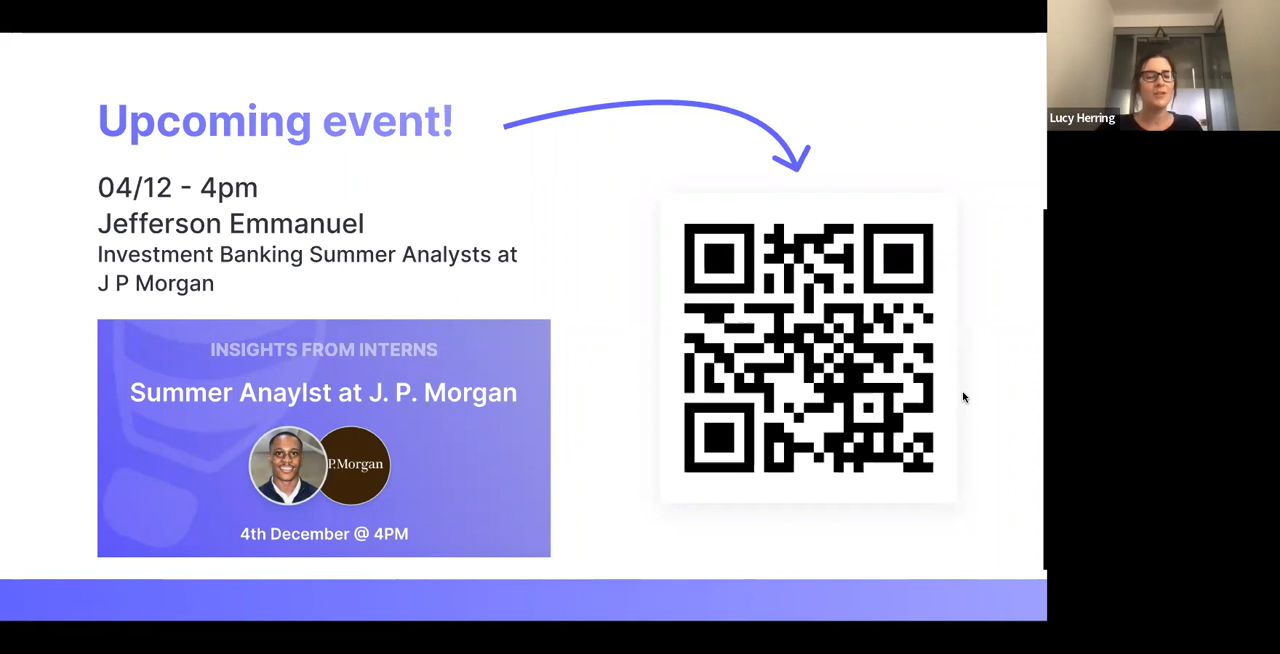 Upcoming event!
04/12 - 4pm
Jefferson Emmanuel
Investment Banking Summer Analysts at
J P Morgan
INSIGHTS FROM INTERNS
Summer Anaylst at J. P. Morgan
P.Morgan
4th December @ 4PM
Lucy Herring